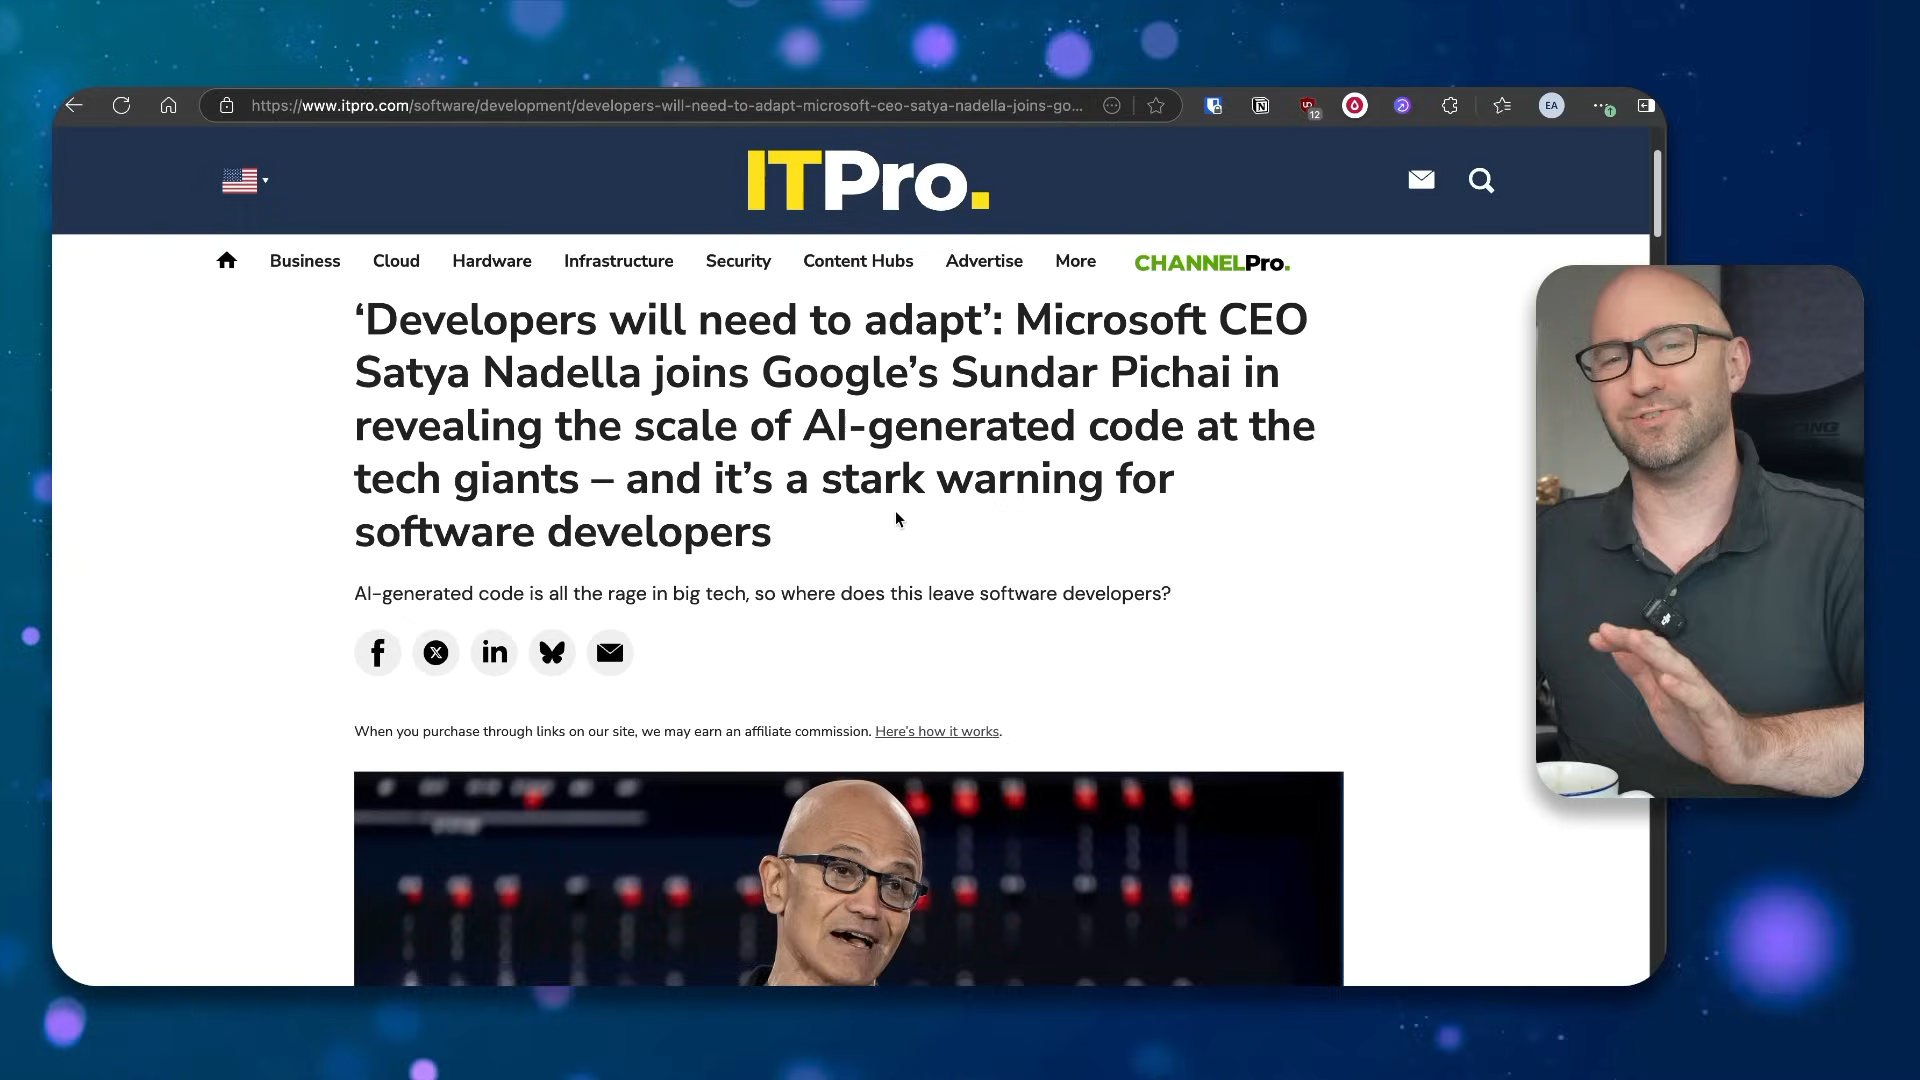 https://www.itpro.com/software/development/developers-will-need-to-adapt-microsoft-ceo-satya-nadella-joins-go...
12
EA
ITPro.
Business Cloud Hardware Infrastructure Security Content Hubs Advertise More CHANNELPro.
‘Developers will need to adapt’: Microsoft CEO
Satya Nadella joins Google’s Sundar Pichai in
revealing the scale of AI-generated code at the
tech giants – and it’s a stark warning for
software developers
AI-generated code is all the rage in big tech, so where does this leave software developers?
When you purchase through links on our site, we may earn an affiliate commission. Here’s how it works.